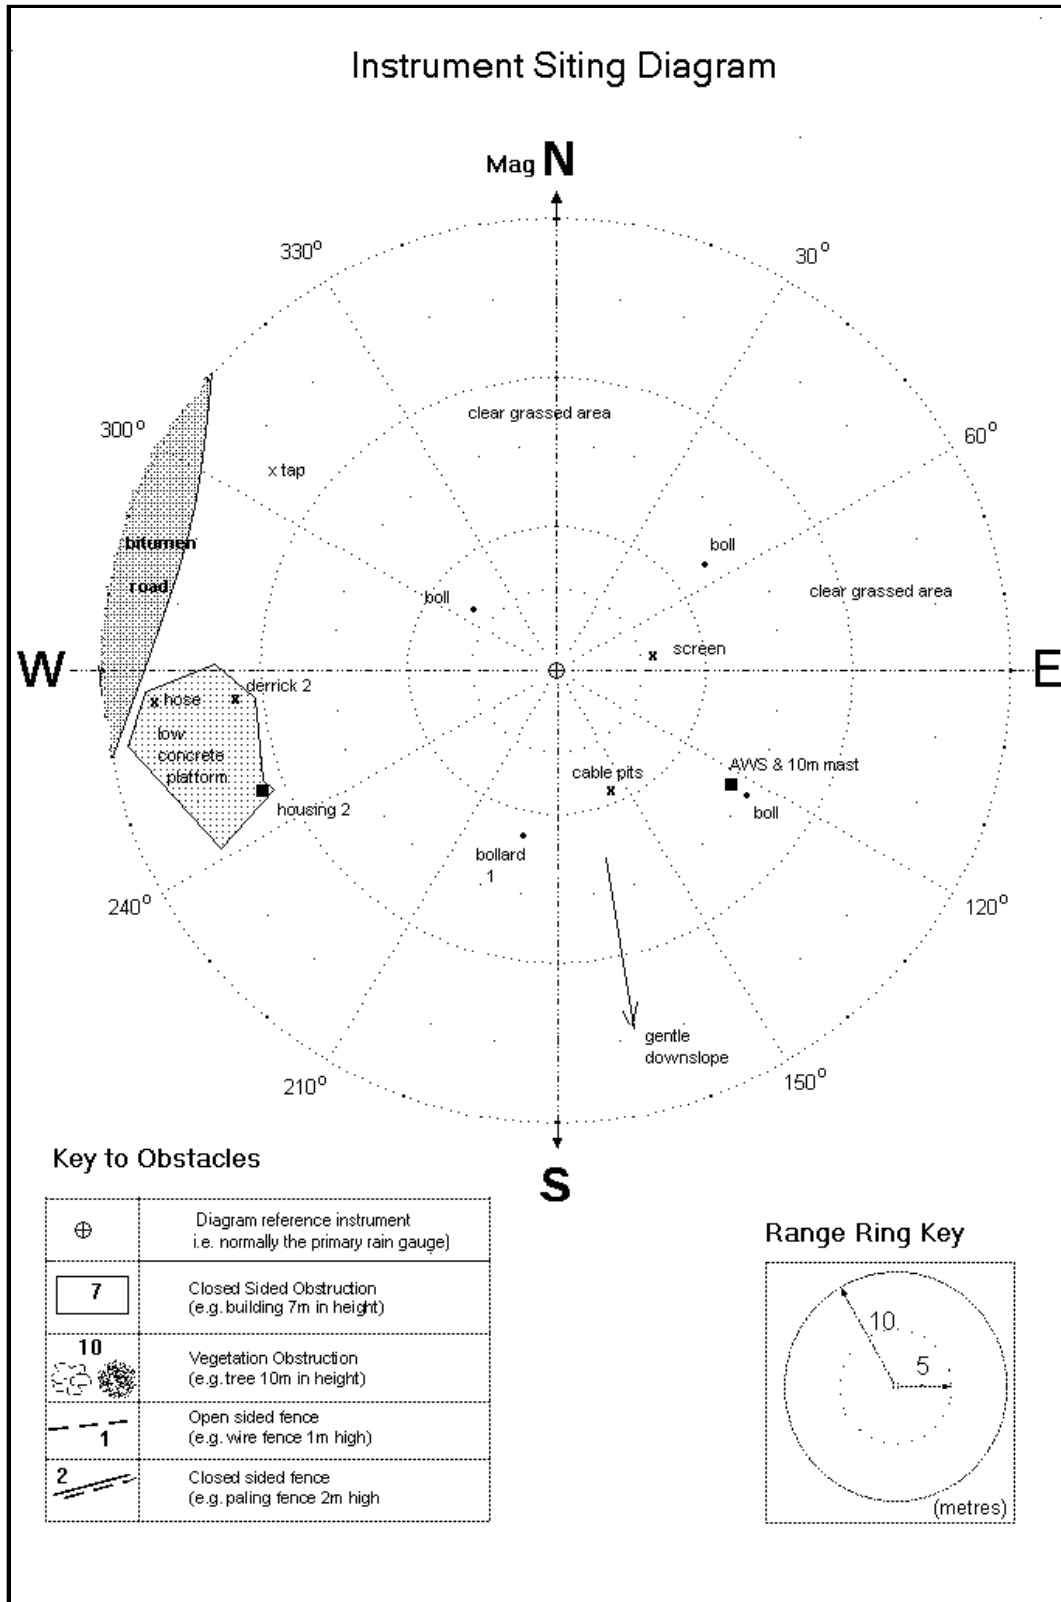 Instrument Siting Diagram
Mag N
330°
30°
clear grassed area
300°
60°
x tap
bitumen
boll
road
clear grassed area
boll
screen
W
E
derrick 2
hose
low
concrete
platform
AWS & 10m mast
cable pits
housing 2
boll
bollard
1
240°
120°
gentle
downslope
210°
150°
S
Key to Obstacles
Diagram reference instrument
i.e. normally the primary rain gauge)
7
Closed Sided Obstruction
(e.g. building 7m in height)
10
Vegetation Obstruction
(e.g. tree 10m in height)
1
Open sided fence
(e.g. wire fence 1m high)
2
Closed sided fence
(e.g. paling fence 2m high
Range Ring Key
10
5
(metres)